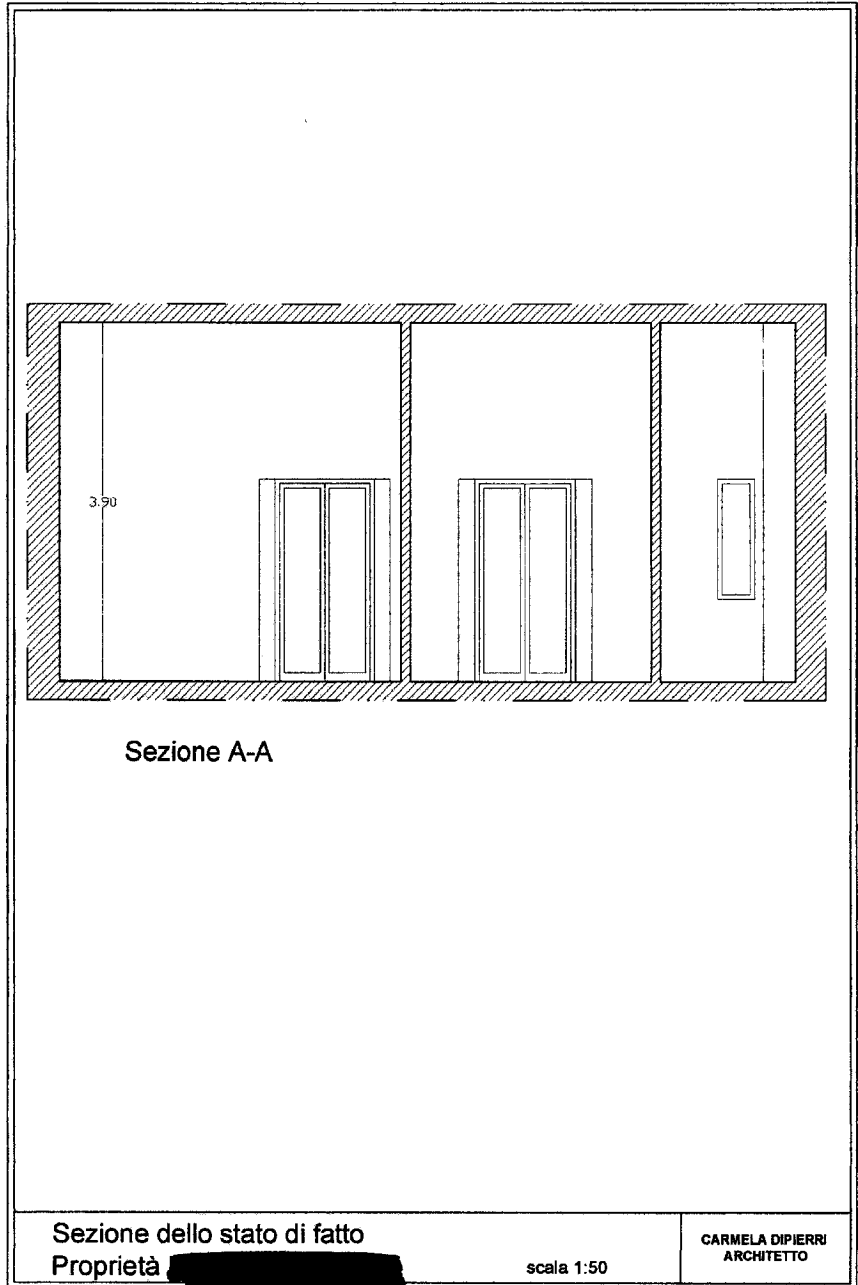 3.90
Sezione A-A
Sezione dello stato di fatto
Proprietà
scala 1:50
CARMELA DIPIERRI
ARCHITETTO